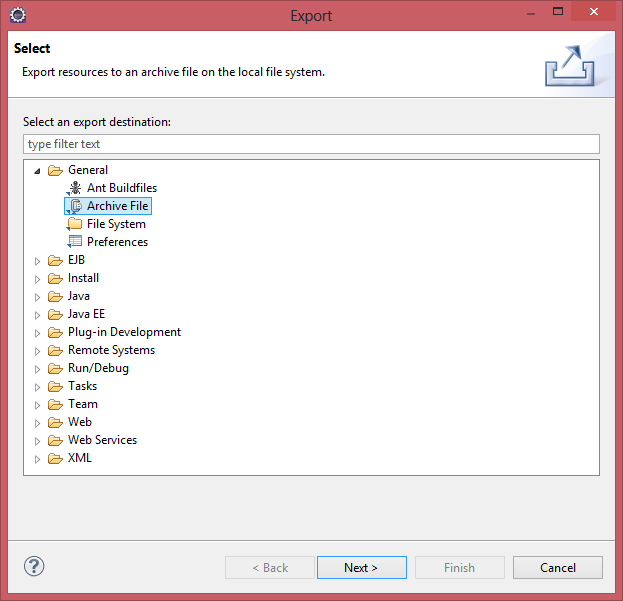 Export
Select
Export resources to an archive file on the local file system.
Select an export destination:
type filter text
General
Ant Buildfiles
Archive File
File System
Preferences
EJB
Install
Java
Java EE
Plug-in Development
Remote Systems
Run/Debug
Tasks
Team
Web
Web Services
XML
? < Back Next > Finish Cancel